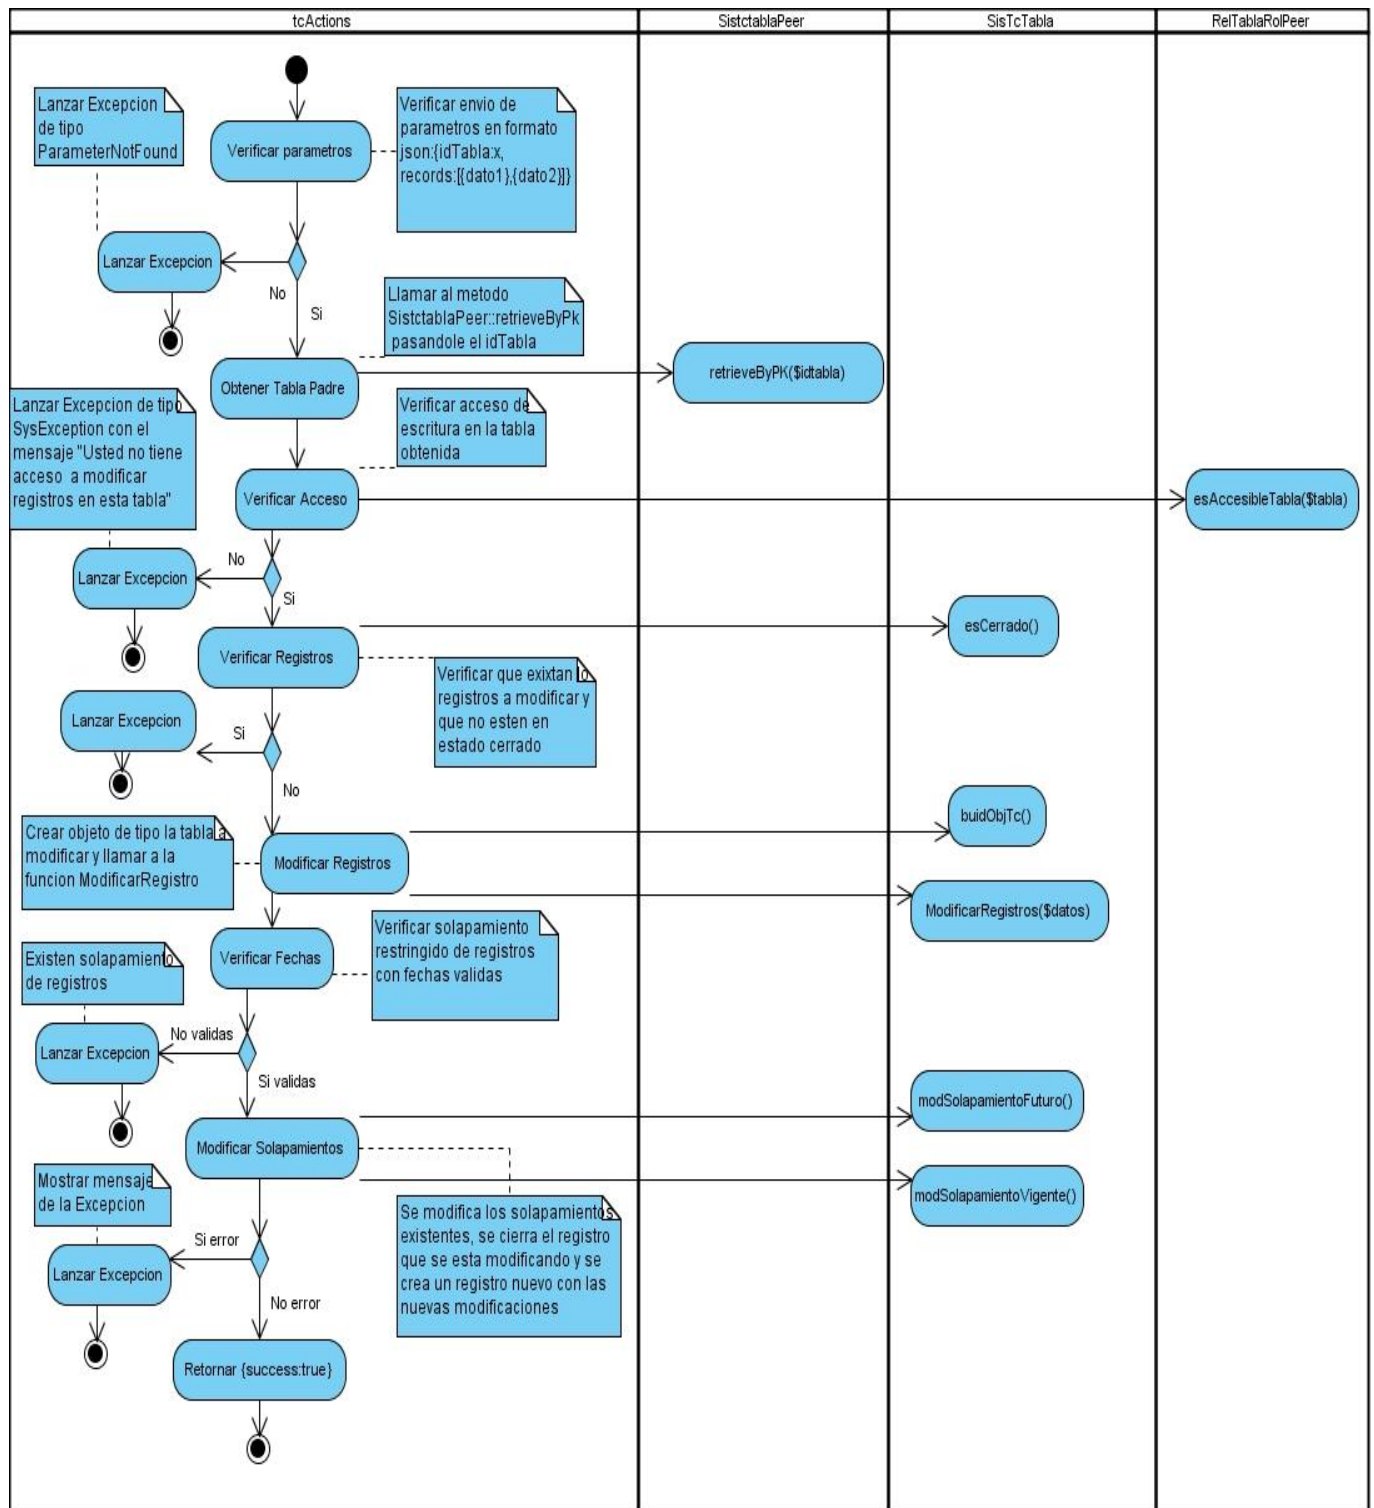 tcActions
SistctablaPeer
SisTcTabla
RelTablaRolPeer
Lanzar Excepcion
de tipo
ParameterNotFound
Verificar parametros
Verificar envio de
parametros en formato
json:{idTabla:x,
records:[{dato1},{dato2}]}
Lanzar Excepcion
No
Si
Llamar al metodo
SistctablaPeer::retrieveByPk
pasandole el idTabla
Obtener Tabla Padre
retrieveByPK($idtabla)
Lanzar Excepcion de tipo
SysException con el
mensaje "Usted no tiene
acceso a modificar
registros en esta tabla"
Verificar acceso de
escritura en la tabla
obtenida
Verificar Acceso
esAccesibleTabla($tabla)
No
Lanzar Excepcion
Si
esCerrado()
Verificar Registros
Verificar que exixtan lo
registros a modificar y
que no esten en
estado cerrado
Lanzar Excepcion
Si
No
buidObjTc()
Crear objeto de tipo la tabla a
modificar y llamar a la
funcion ModificarRegistro
Modificar Registros
ModificarRegistros($datos)
Verificar solapamiento
restringido de registros
con fechas validas
Existen solapamiento
de registros
Verificar Fechas
No validas
Lanzar Excepcion
Si validas
modSolapamientoFuturo()
Modificar Solapamientos
Mostrar mensaje
de la Excepcion
modSolapamientoVigente()
Se modifica los solapamientos
existentes, se cierra el registro
que se esta modificando y se
crea un registro nuevo con las
nuevas modificaciones
Si error
Lanzar Excepcion
No error
Retornar {success:true}